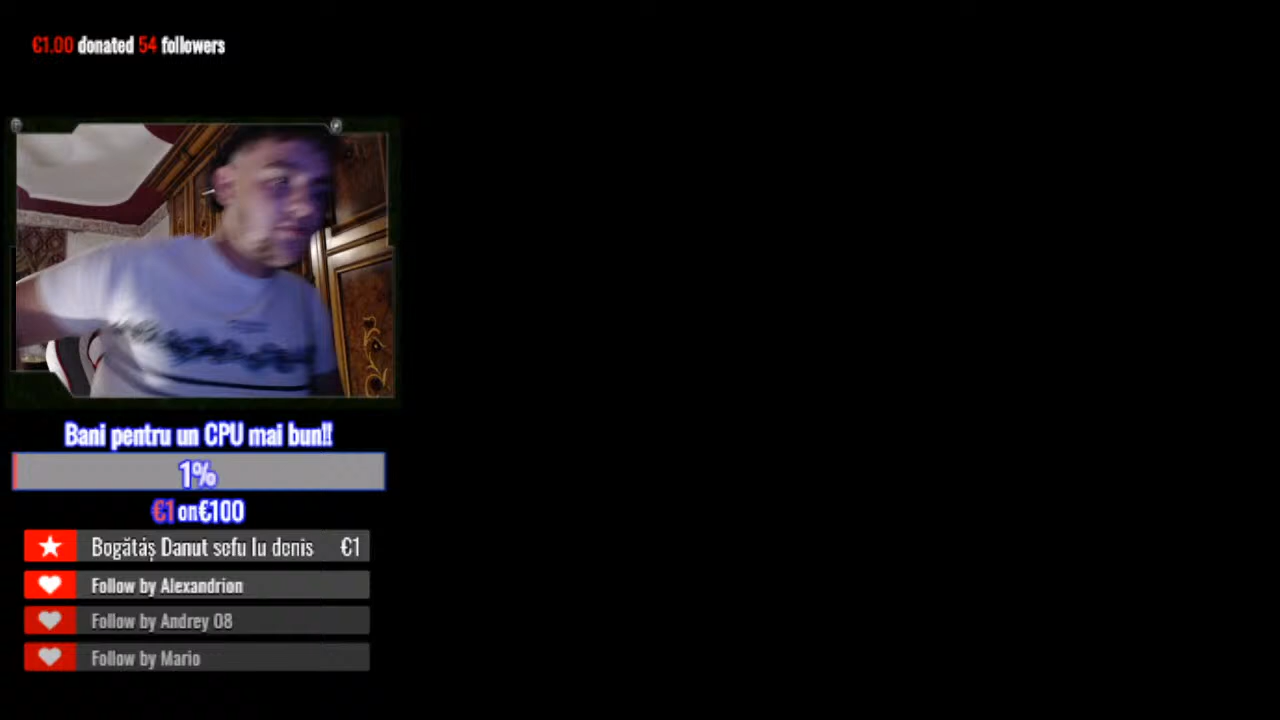 €1.00 donated 54 followers
Bani pentru un CPU mai bun!!
1%
€1 on €100
Bogătaș Danut sefu lu denis €1
Follow by Alexandrion
Follow by Andrey 08
Follow by Mario